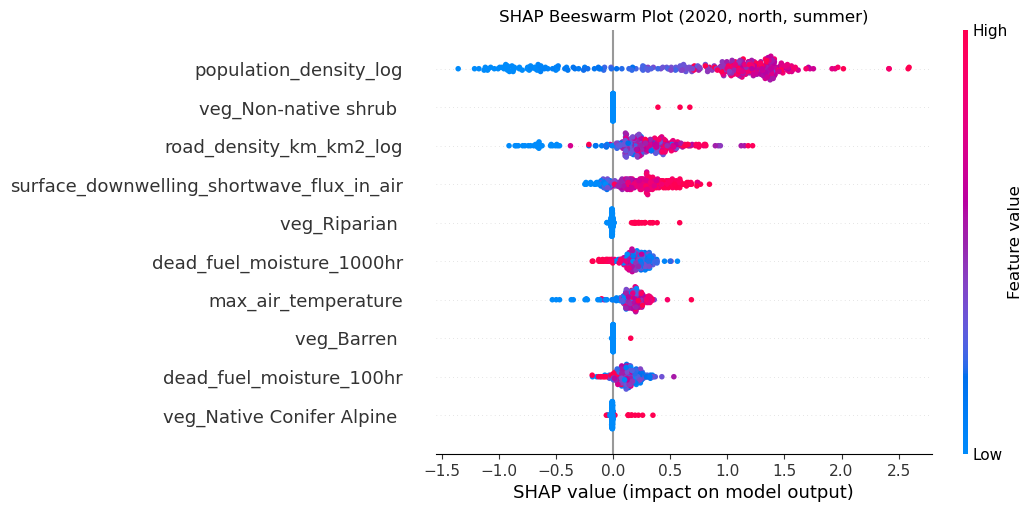 SHAP Beeswarm Plot (2020, north, summer)
High
population_density_log
veg_Non-native shrub
road_density_km_km2_log
surface_downwelling_shortwave_flux_in_air
veg_Riparian
dead_fuel_moisture_1000hr
max_air_temperature
veg_Barren
dead_fuel_moisture_100hr
veg_Native Conifer Alpine
Feature value
Low
−1.5 −1.0 −0.5 0.0 0.5 1.0 1.5 2.0 2.5
SHAP value (impact on model output)